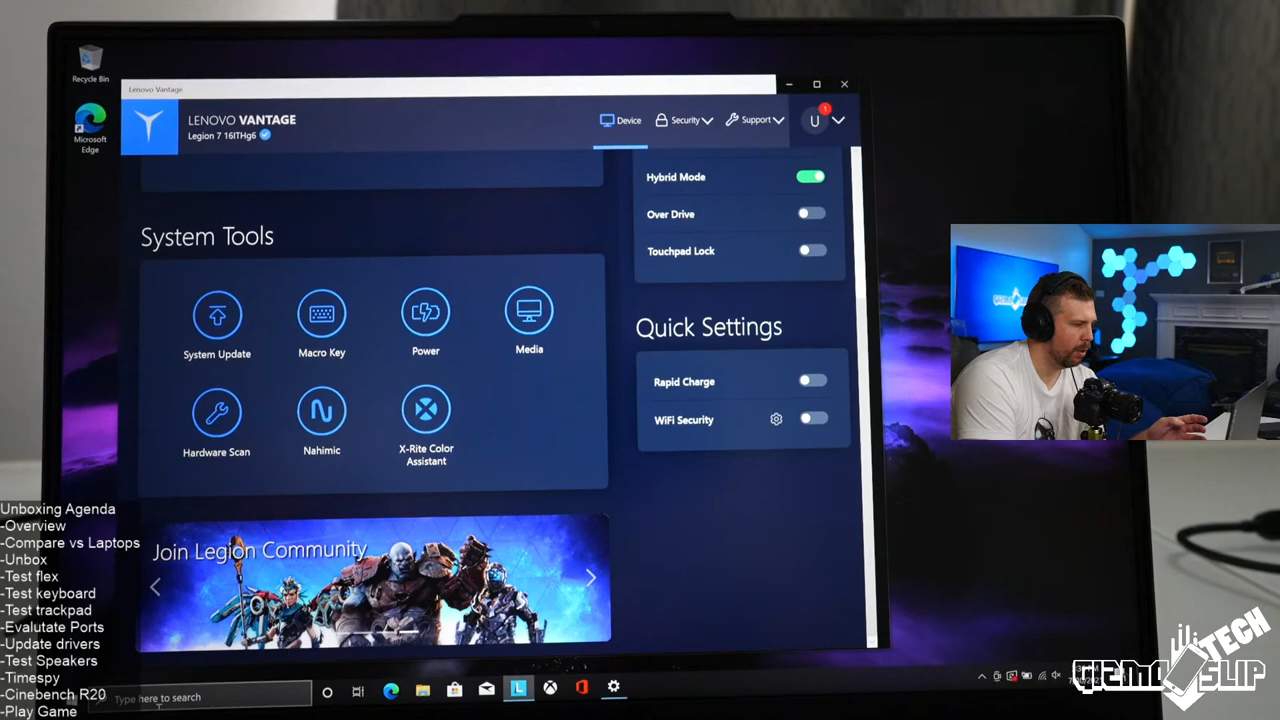 Recycle Bin
Microsoft
Edge
Lenovo Vantage
LENOVO VANTAGE
Legion 7 16ITHg6
Device
Security
Support
U
1
Hybrid Mode
Over Drive
Touchpad Lock
System Tools
System Update
Macro Key
Power
Media
Hardware Scan
Nahimic
X-Rite Color
Assistant
Quick Settings
Rapid Charge
WiFi Security
Join Legion Community
Unboxing Agenda
-Overview
-Compare vs Laptops
-Unbox
-Test flex
-Test keyboard
-Test trackpad
-Evalutate Ports
-Update drivers
-Test Speakers
-Timespy
-Cinebench R20
-Play Game
Type here to search
L
GIZMO SLIP
TECH